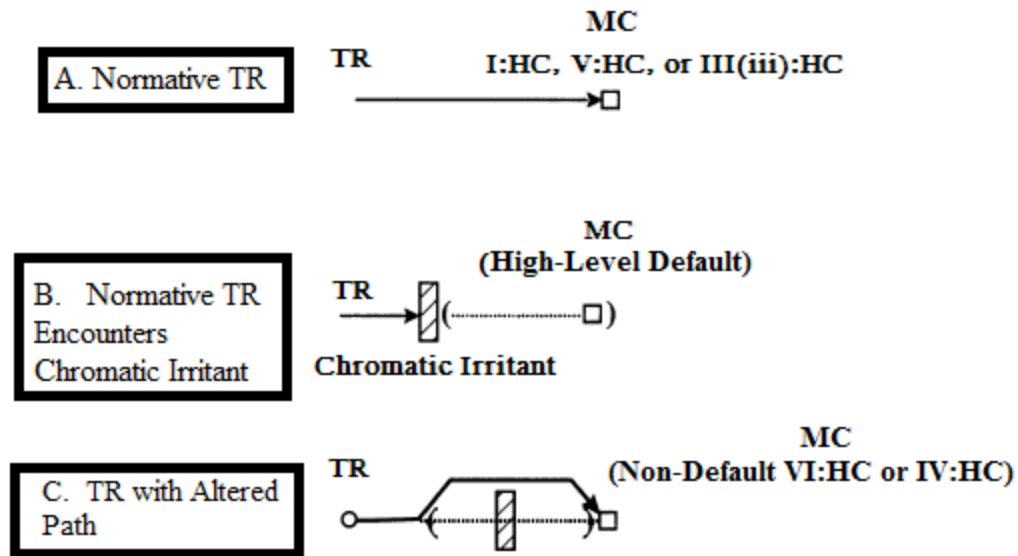 MC
TR
I:HC, V:HC, or III(iii):HC
A. Normative TR
MC
(High-Level Default)
B. Normative TR
Encounters
Chromatic Irritant
TR
Chromatic Irritant
MC
(Non-Default VI:HC or IV:HC)
TR
C. TR with Altered
Path